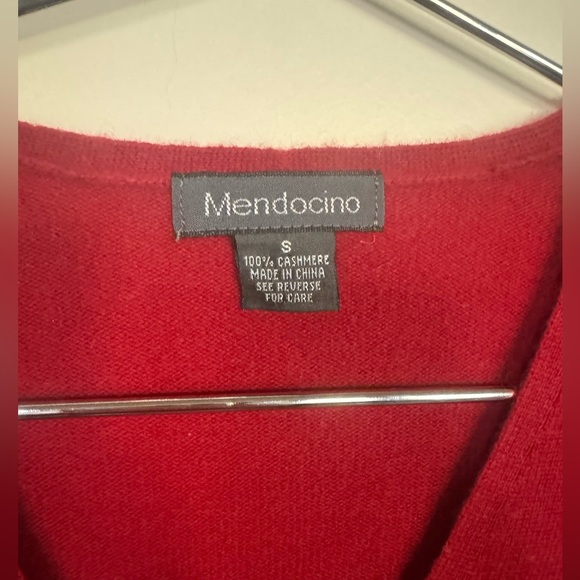 Mendocino
S
100% CASHMERE
MADE IN CHINA
SEE REVERSE
FOR CARE